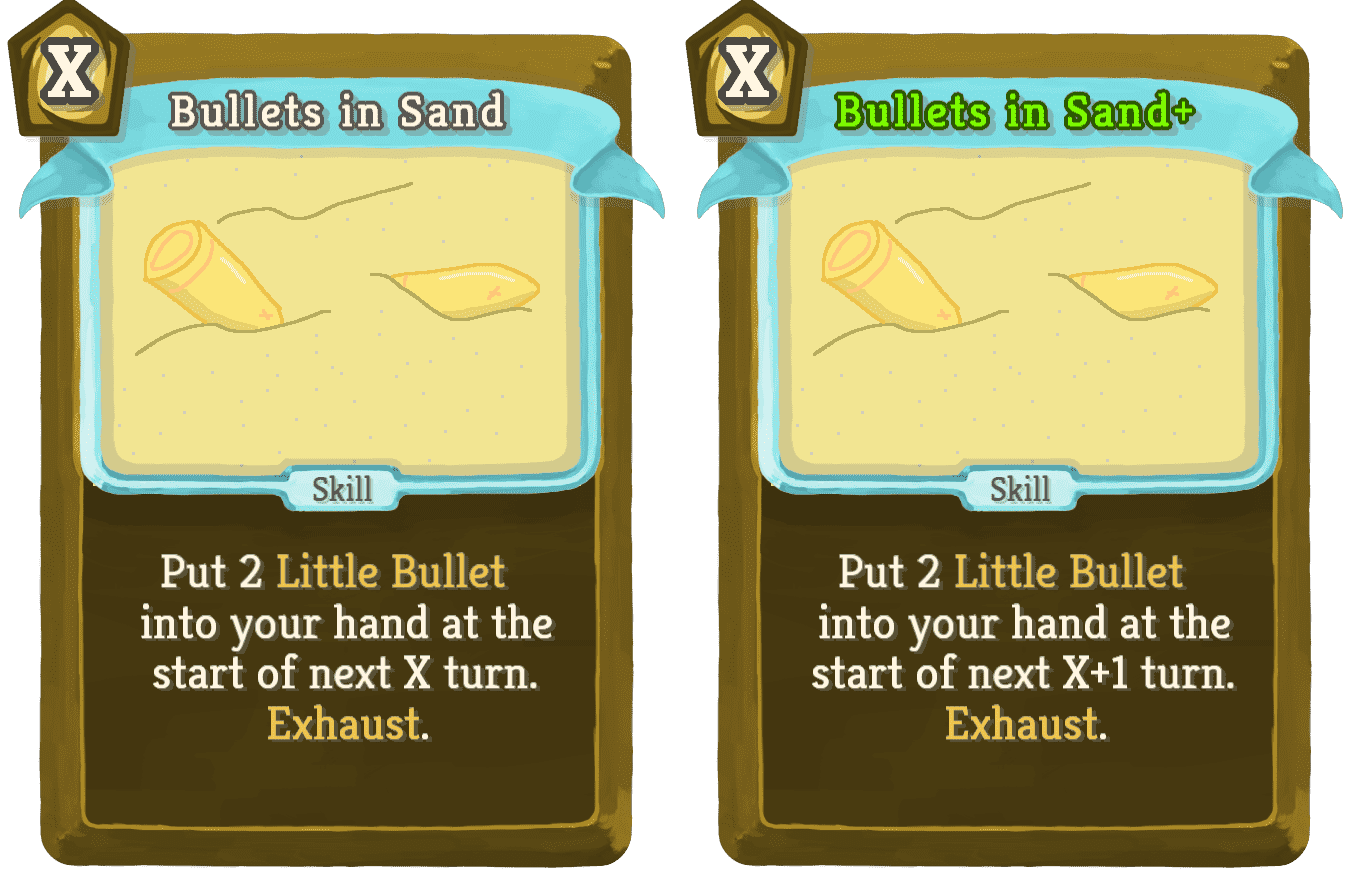 X
Bullets in Sand
Skill
Put 2 Little Bullet
into your hand at the
start of next X turn.
Exhaust.
X
Bullets in Sand+
Skill
Put 2 Little Bullet
into your hand at the
start of next X+1 turn.
Exhaust.